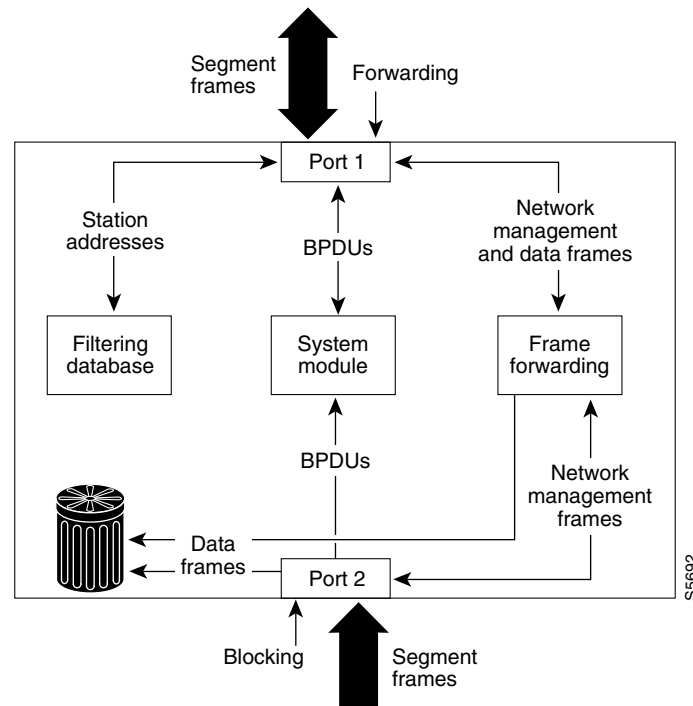 Segment
frames
Forwarding
Port 1
Station
addresses
BPDUs
Network
management
and data frames
Filtering
database
System
module
Frame
forwarding
BPDUs
Network
management
frames
Data
frames
Port 2
Blocking
Segment
frames
S5692